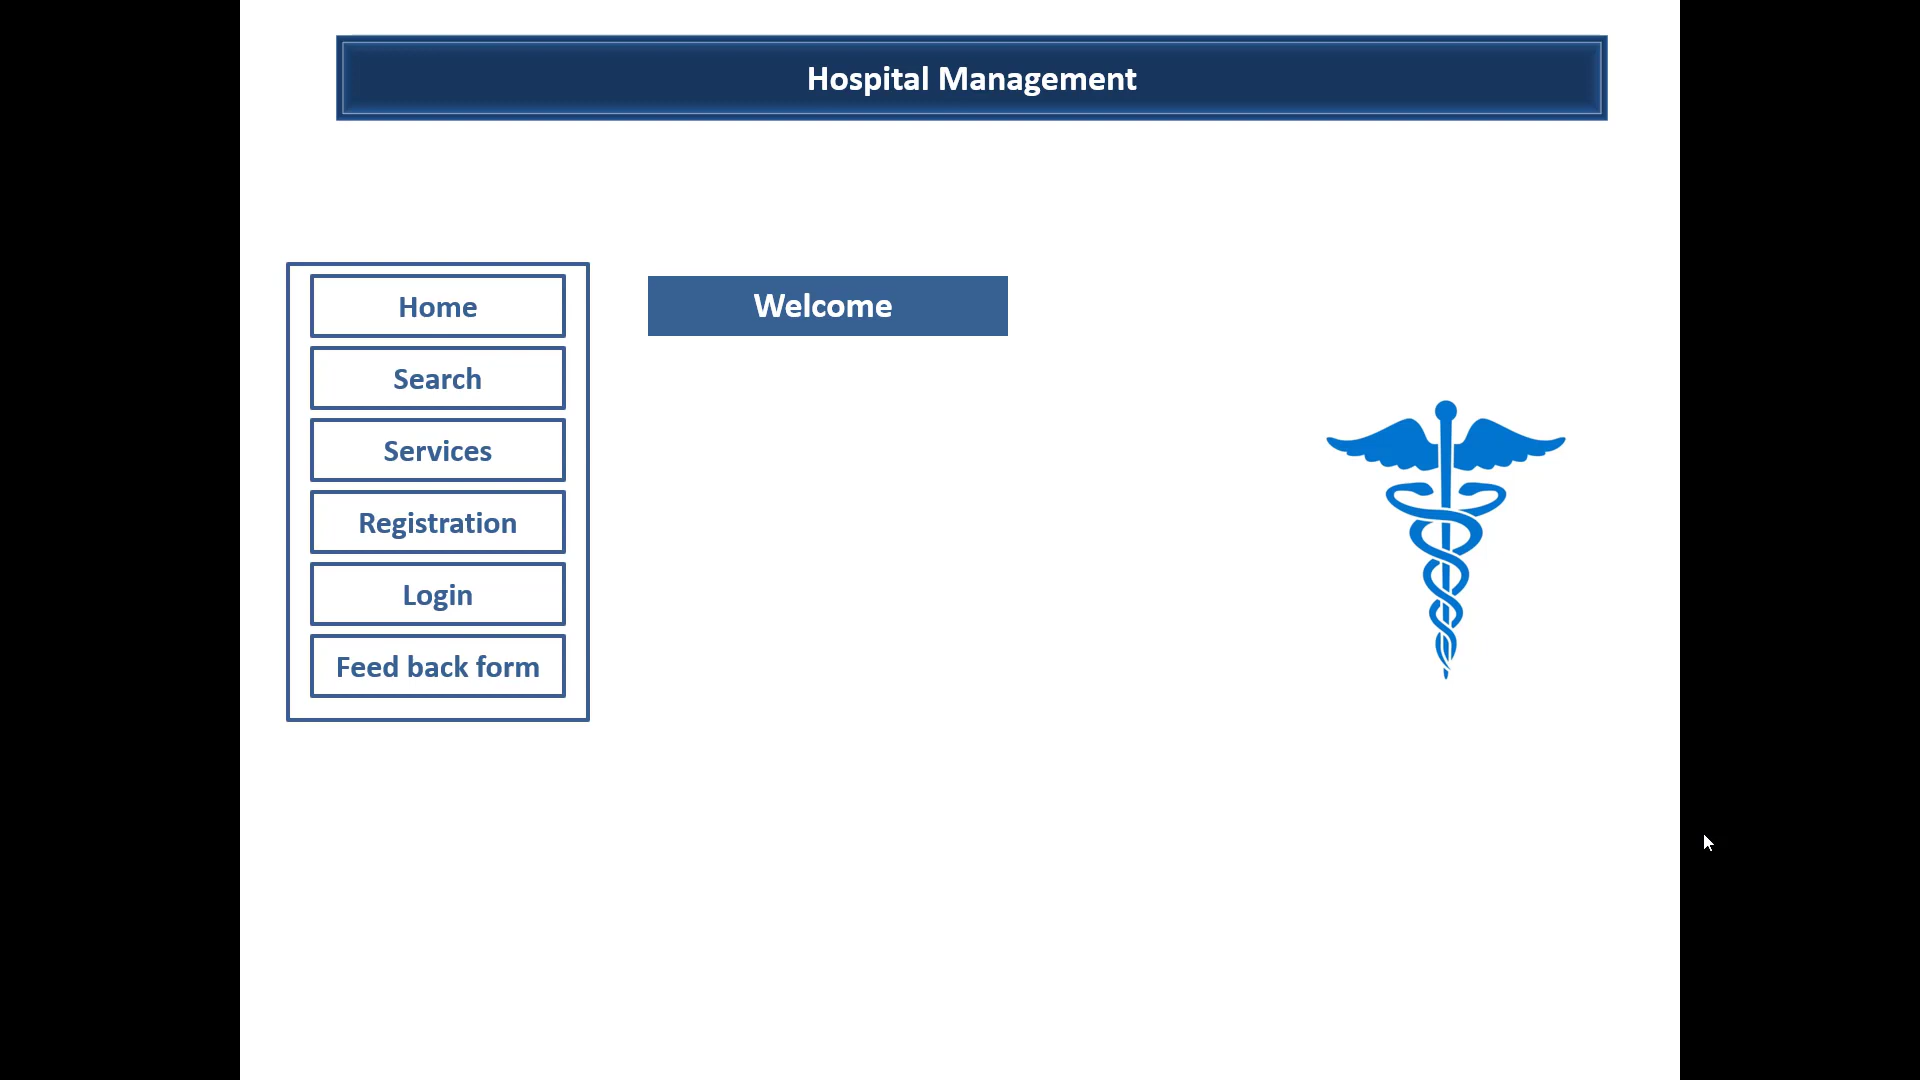 Hospital Management
Home
Search
Services
Registration
Login
Feed back form
Welcome